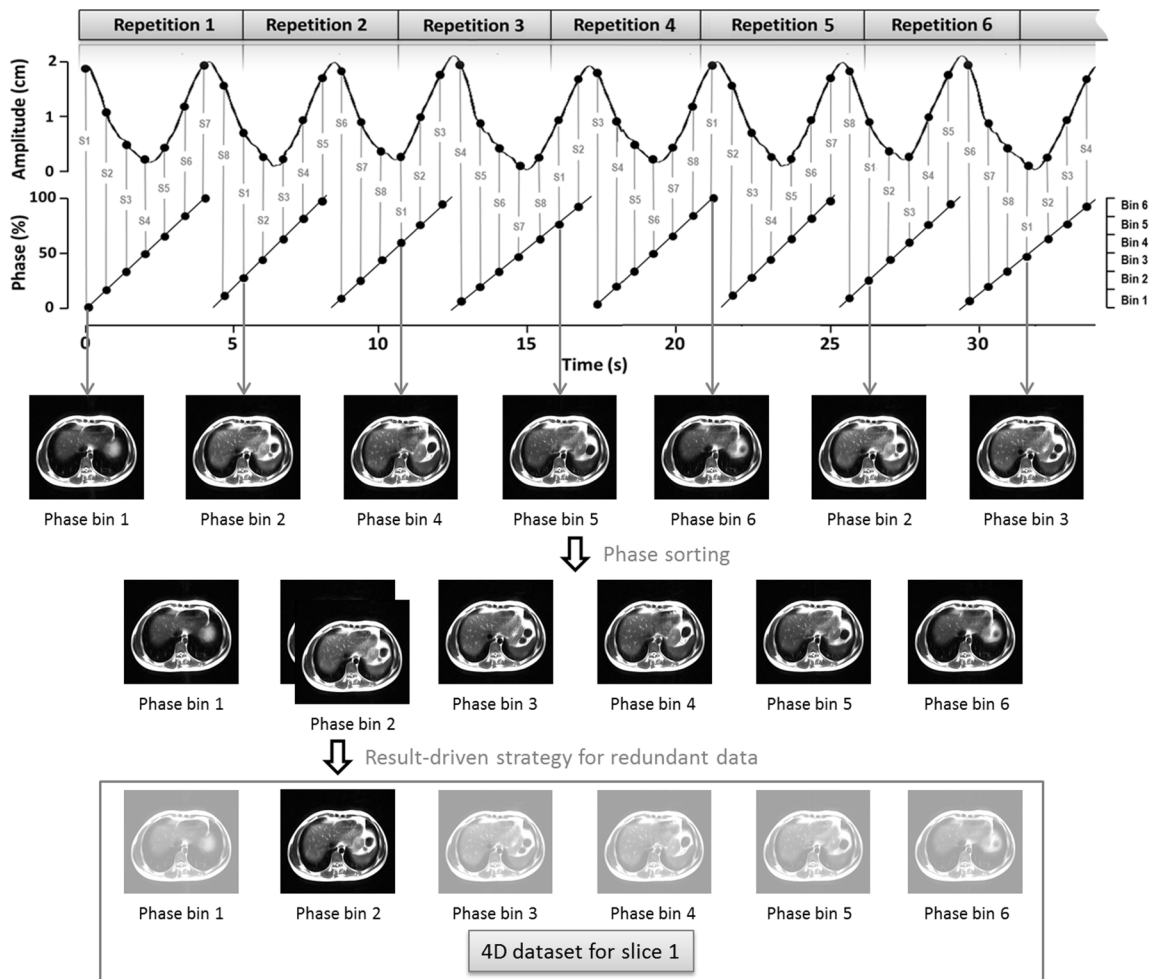 Repetition 1 Repetition 2 Repetition 3 Repetition 4 Repetition 5 Repetition 6
Amplitude (cm)
2
1
0
S1 S2 S3 S4 S5 S6 S7 S8
S1 S2 S3 S4 S5 S6 S7 S8
S1 S2 S3 S4 S5 S6 S7 S8
S1 S2 S3 S4 S5 S6 S7 S8
S1 S2 S3 S4 S5 S6 S7 S8
S1 S2 S3 S4 S5 S6 S7 S8
S1 S2 S3 S4
Phase (%)
100
50
0
Bin 6
Bin 5
Bin 4
Bin 3
Bin 2
Bin 1
0 5 10 15 20 25 30
Time (s)
Phase bin 1 Phase bin 2 Phase bin 4 Phase bin 5 Phase bin 6 Phase bin 2 Phase bin 3
Phase sorting
Phase bin 1 Phase bin 2 Phase bin 3 Phase bin 4 Phase bin 5 Phase bin 6
Result-driven strategy for redundant data
Phase bin 1 Phase bin 2 Phase bin 3 Phase bin 4 Phase bin 5 Phase bin 6
4D dataset for slice 1